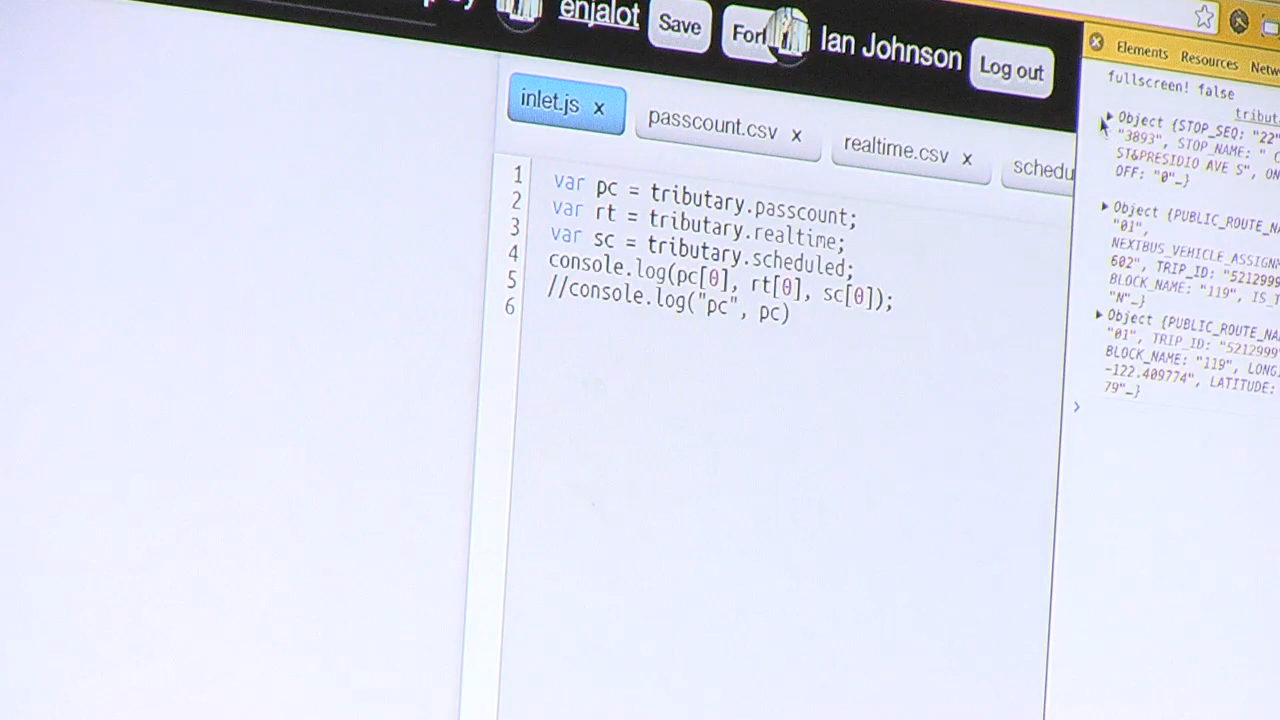 enjalot Save Ian Johnson Log out
inlet.js x passcount.csv x realtime.csv x schedu
Elements Resources Netw
1 var pc = tributary.passcount;
2 var rt = tributary.realtime;
3 var sc = tributary.scheduled;
4 console.log(pc[0], rt[0], sc[0]);
5 //console.log("pc", pc)
6
fullscreen! false
tribut
Object {STOP_SEQ: "22"
"3893", STOP_NAME: "
ST&PRESIDIO AVE S", ON
OFF: "0"…}
Object {PUBLIC_ROUTE_NA
"01",
NEXTBUS_VEHICLE_ASSIGNM
602", TRIP_ID: "5212999
BLOCK_NAME: "119", IS_T
"N"…}
Object {PUBLIC_ROUTE_NA
"01", TRIP_ID: "5212999"
BLOCK_NAME: "119", LONG
-122.409774", LATITUDE:
79"…}